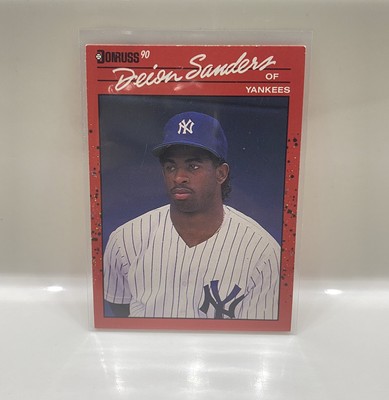 DONRUSS '90
Deion Sanders
OF
YANKEES
NY
NY